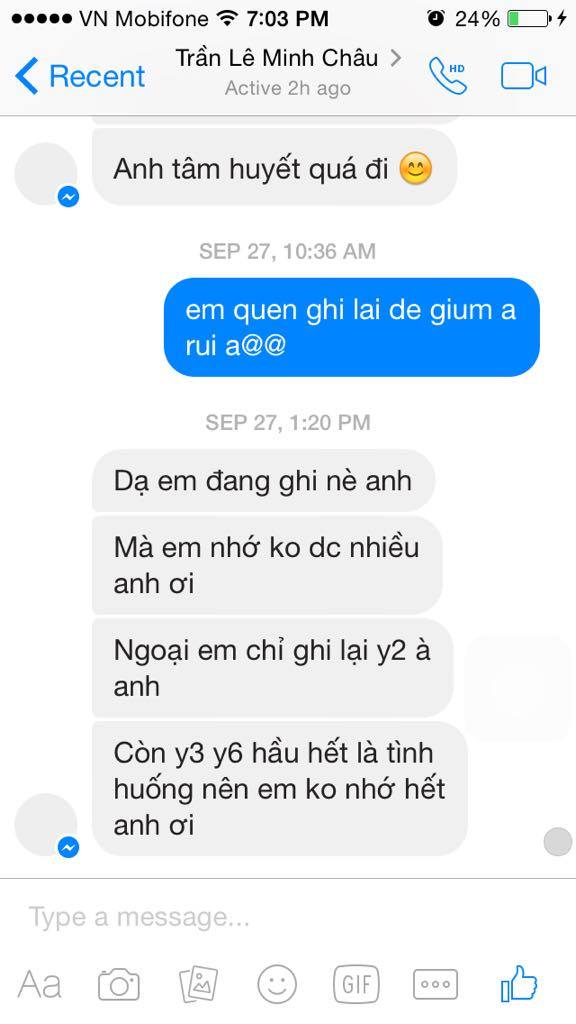 VN Mobifone 7:03 PM 24%
Recent Trần Lê Minh Châu
Active 2h ago
HD
Anh tâm huyết quá đi 😊
SEP 27, 10:36 AM
em quen ghi lai de gium a
rui a@@
SEP 27, 1:20 PM
Dạ em đang ghi nè anh
Mà em nhớ ko dc nhiều
anh ơi
Ngoại em chỉ ghi lại y2 à
anh
Còn y3 y6 hầu hết là tình
huống nên em ko nhớ hết
anh ơi
Type a message...
Aa
GIF